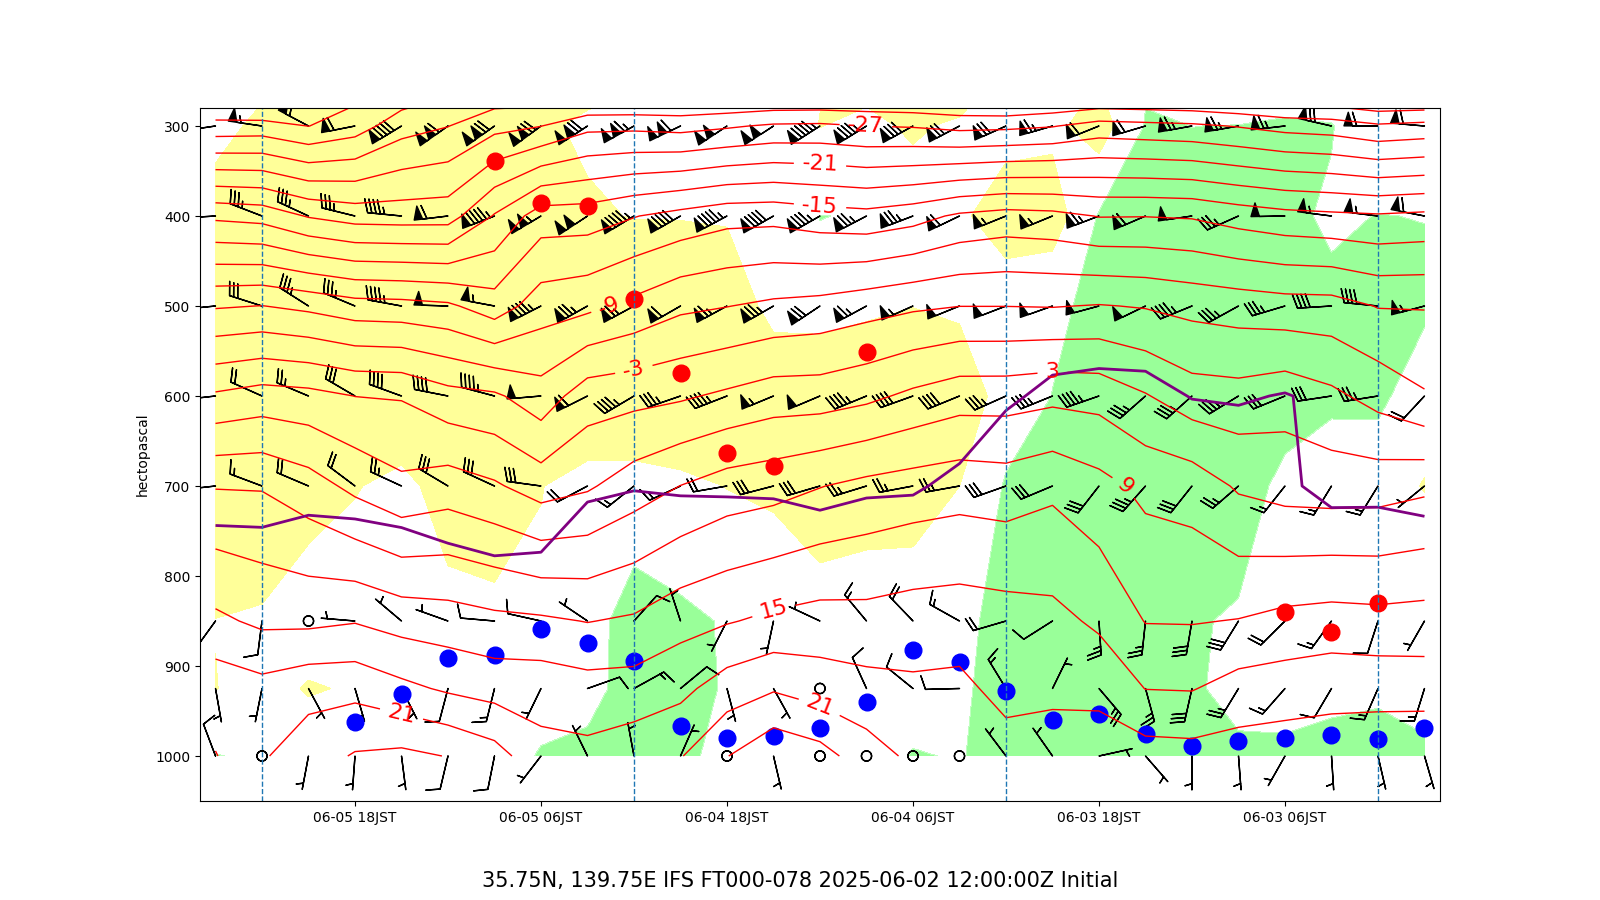 300
400
500
600
700
800
900
1000
hectopascal
27
-21
-15
-9
-3
3
9
15
21
21
06-05 18JST
06-05 06JST
06-04 18JST
06-04 06JST
06-03 18JST
06-03 06JST
35.75N, 139.75E IFS FT000-078 2025-06-02 12:00:00Z Initial